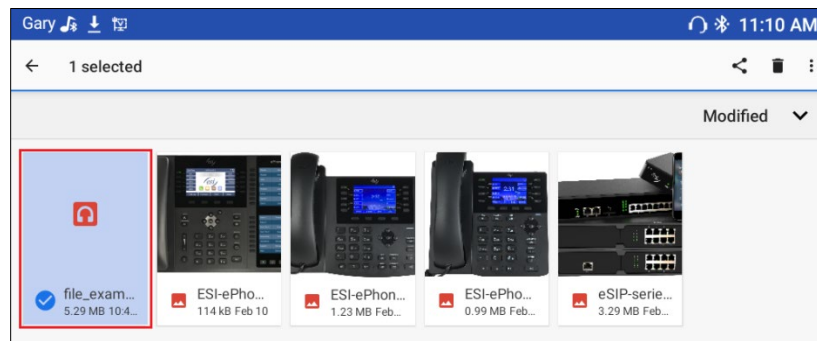 Gary
11:10 AM
1 selected
Modified
file_exam...
5.29 MB 10:4...
ESI-ePho...
114 kB Feb 10
ESI-ePhon...
1.23 MB Feb...
ESI-ePho...
0.99 MB Feb...
eSIP-serie...
3.29 MB Feb...